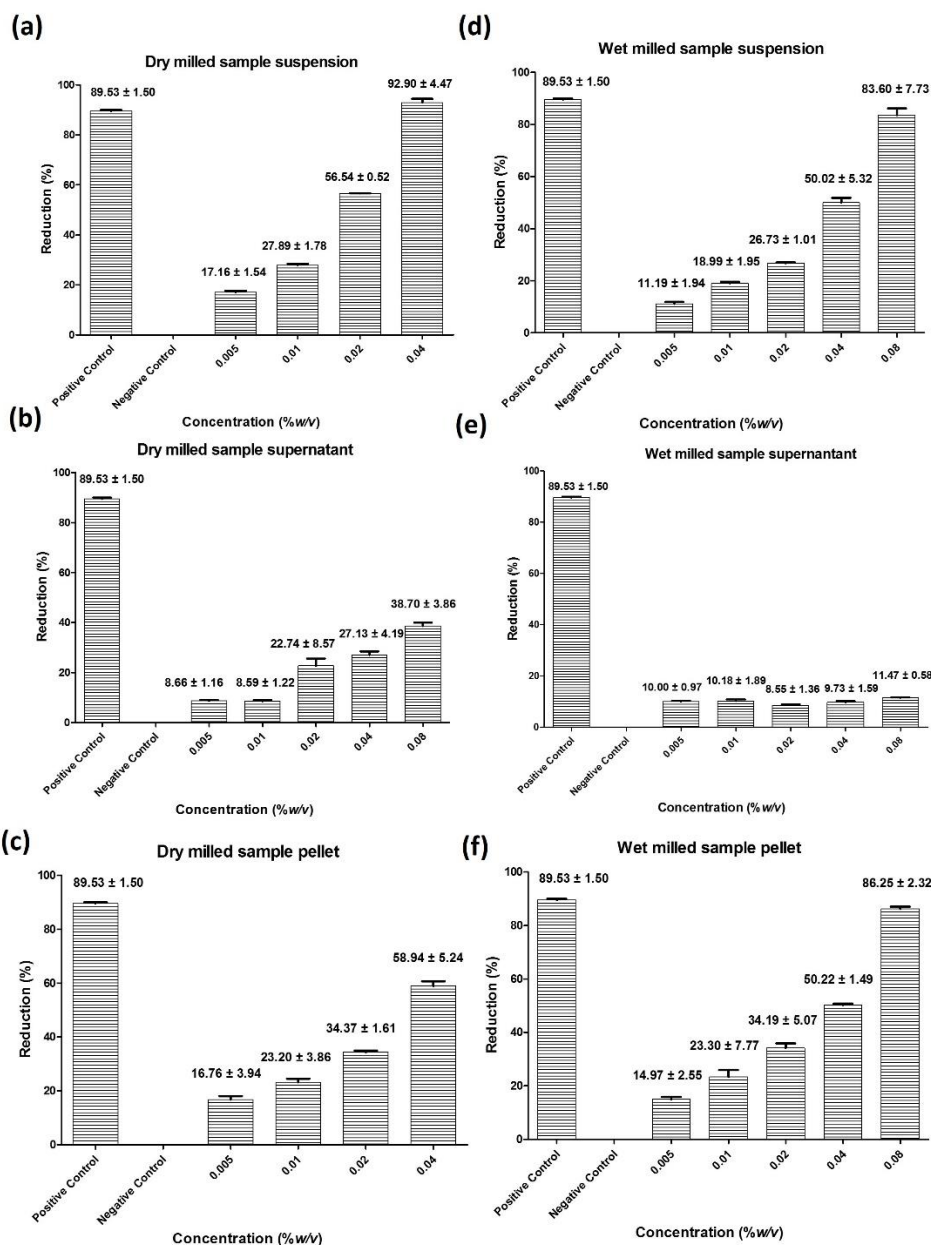 (a)
Dry milled sample suspension
89.53 ± 1.50
17.16 ± 1.54
27.89 ± 1.78
56.54 ± 0.52
92.90 ± 4.47
Reduction (%)
100
80
60
40
20
0
Positive Control
Negative Control
0.005
0.01
0.02
0.04
Concentration (%w/v)
(b)
Dry milled sample supernatant
89.53 ± 1.50
8.66 ± 1.16
8.59 ± 1.22
22.74 ± 8.57
27.13 ± 4.19
38.70 ± 3.86
Reduction (%)
100
80
60
40
20
0
Positive Control
Negative Control
0.005
0.01
0.02
0.04
0.08
Concentration (%w/v)
(c)
Dry milled sample pellet
89.53 ± 1.50
16.76 ± 3.94
23.20 ± 3.86
34.37 ± 1.61
58.94 ± 5.24
Reduction (%)
100
80
60
40
20
0
Positive Control
Negative Control
0.005
0.01
0.02
0.04
Concentration (%w/v)
(d)
Wet milled sample suspension
89.53 ± 1.50
11.19 ± 1.94
18.99 ± 1.95
26.73 ± 1.01
50.02 ± 5.32
83.60 ± 7.73
Reduction (%)
100
80
60
40
20
0
Positive Control
Negative Control
0.005
0.01
0.02
0.04
0.08
Concentration (%w/v)
(e)
Wet milled sample supernantant
89.53 ± 1.50
10.00 ± 0.97
10.18 ± 1.89
8.55 ± 1.36
9.73 ± 1.59
11.47 ± 0.58
Reduction (%)
100
80
60
40
20
0
Positive Control
Negative Control
0.005
0.01
0.02
0.04
0.08
Concentration (%w/v)
(f)
Wet milled sample pellet
89.53 ± 1.50
14.97 ± 2.55
23.30 ± 7.77
34.19 ± 5.07
50.22 ± 1.49
86.25 ± 2.32
Reduction (%)
100
80
60
40
20
0
Positive Control
Negative Control
0.005
0.01
0.02
0.04
0.08
Concentration (%w/v)